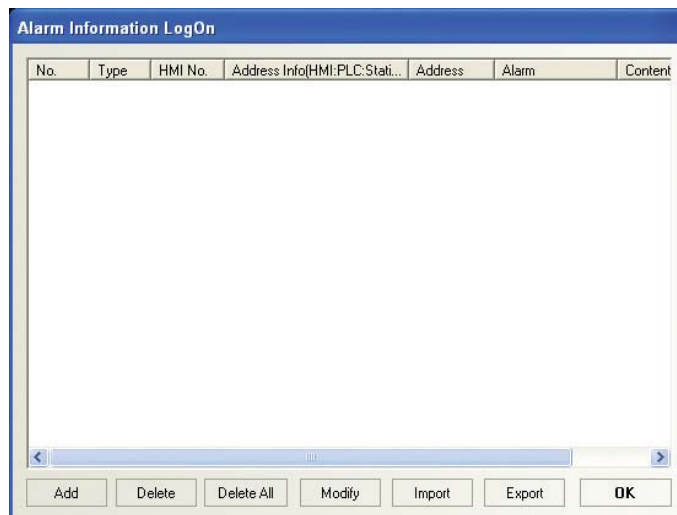 Alarm Information LogOn
No. Type HMI No. Address Info(HMI:PLC:Stati... Address Alarm Content
Add Delete Delete All Modify Import Export OK